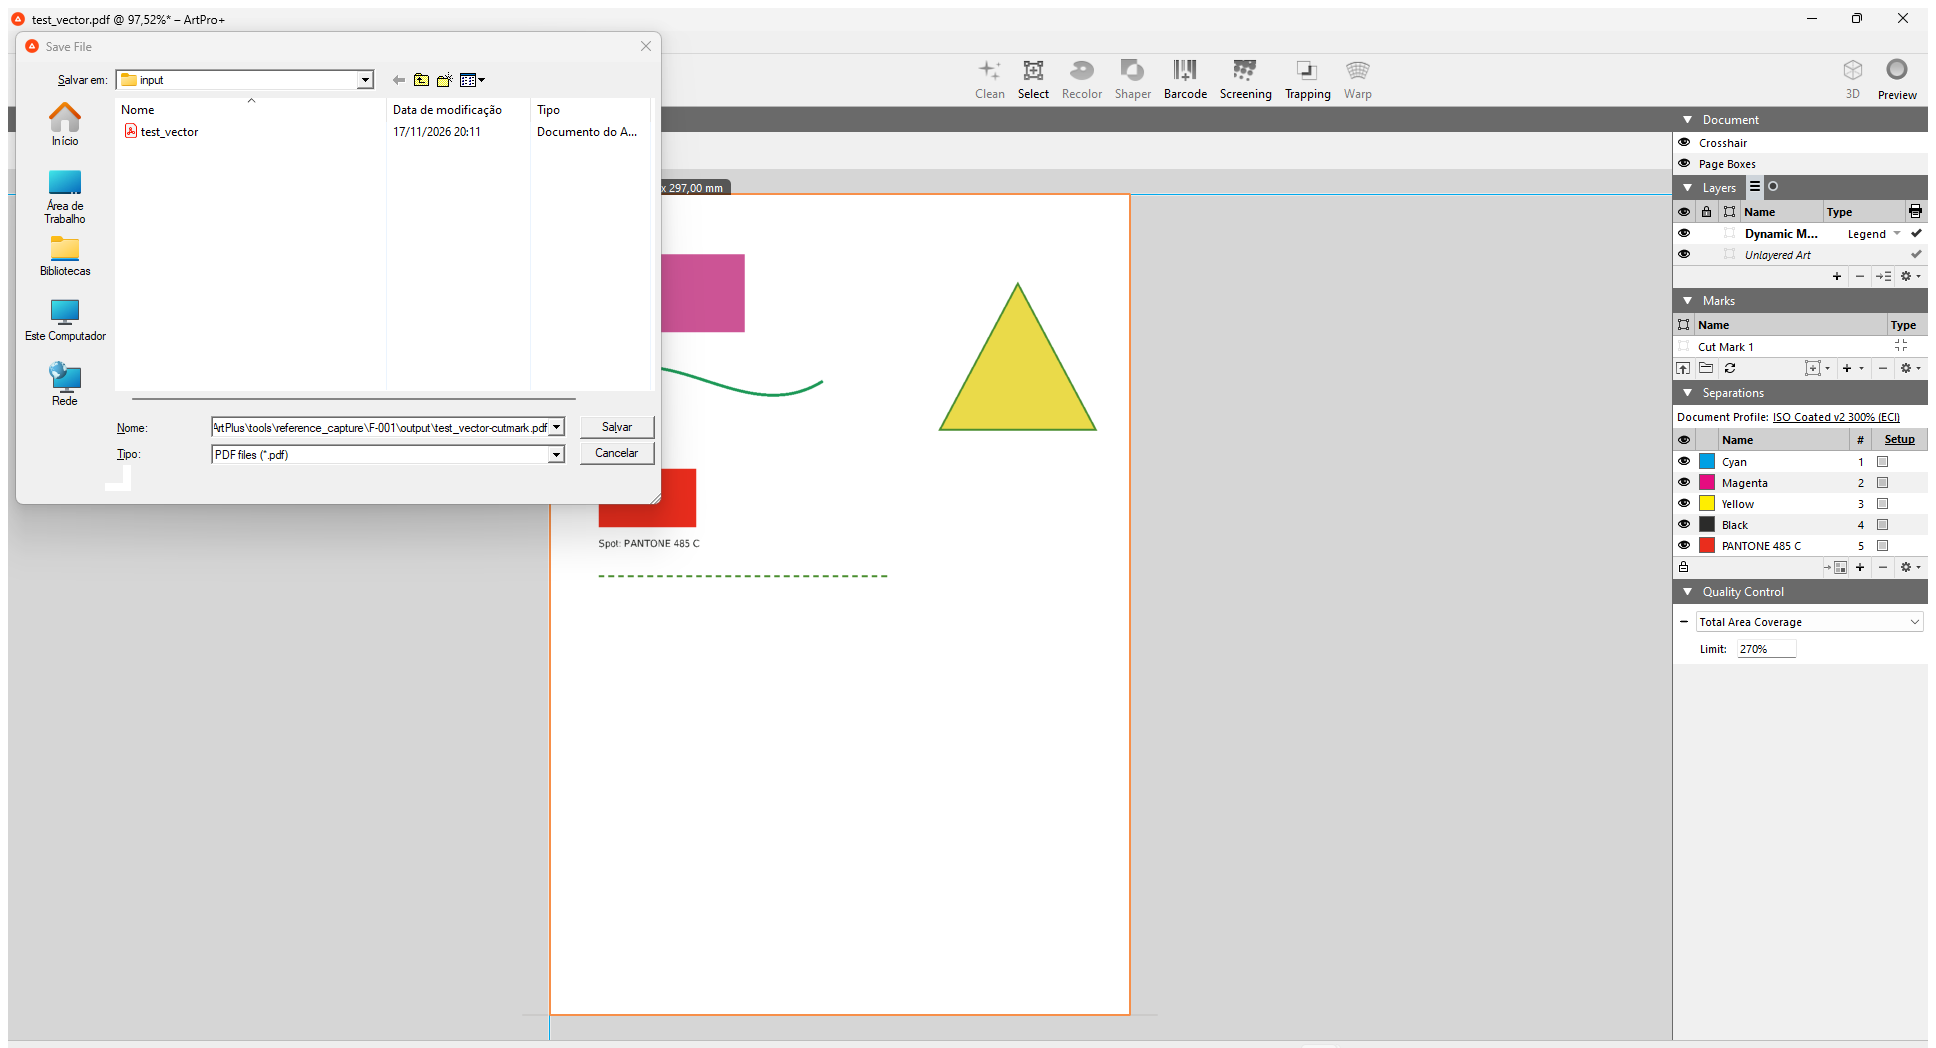 test_vector.pdf @ 97,52%* – ArtPro+
Save File
Salvar em:
input
Nome
Data de modificação
Tipo
test_vector
17/11/2026 20:11
Documento do A...
Início
Área de
Trabalho
Bibliotecas
Este Computador
Rede
Nome:
ArtPlus\tools\reference_capture\F-001\output\test_vector-cutmark.pdf
Salvar
Tipo:
PDF files (*.pdf)
Cancelar
Clean
Select
Recolor
Shaper
Barcode
Screening
Trapping
Warp
3D
Preview
x 297,00 mm
Spot: PANTONE 485 C
Document
Crosshair
Page Boxes
Layers
Name
Type
Dynamic M...
Legend
Unlayered Art
Marks
Name
Type
Cut Mark 1
Separations
Document Profile: ISO Coated v2 300% (ECI)
Name
#
Setup
Cyan
1
Magenta
2
Yellow
3
Black
4
PANTONE 485 C
5
Quality Control
Total Area Coverage
Limit:
270%